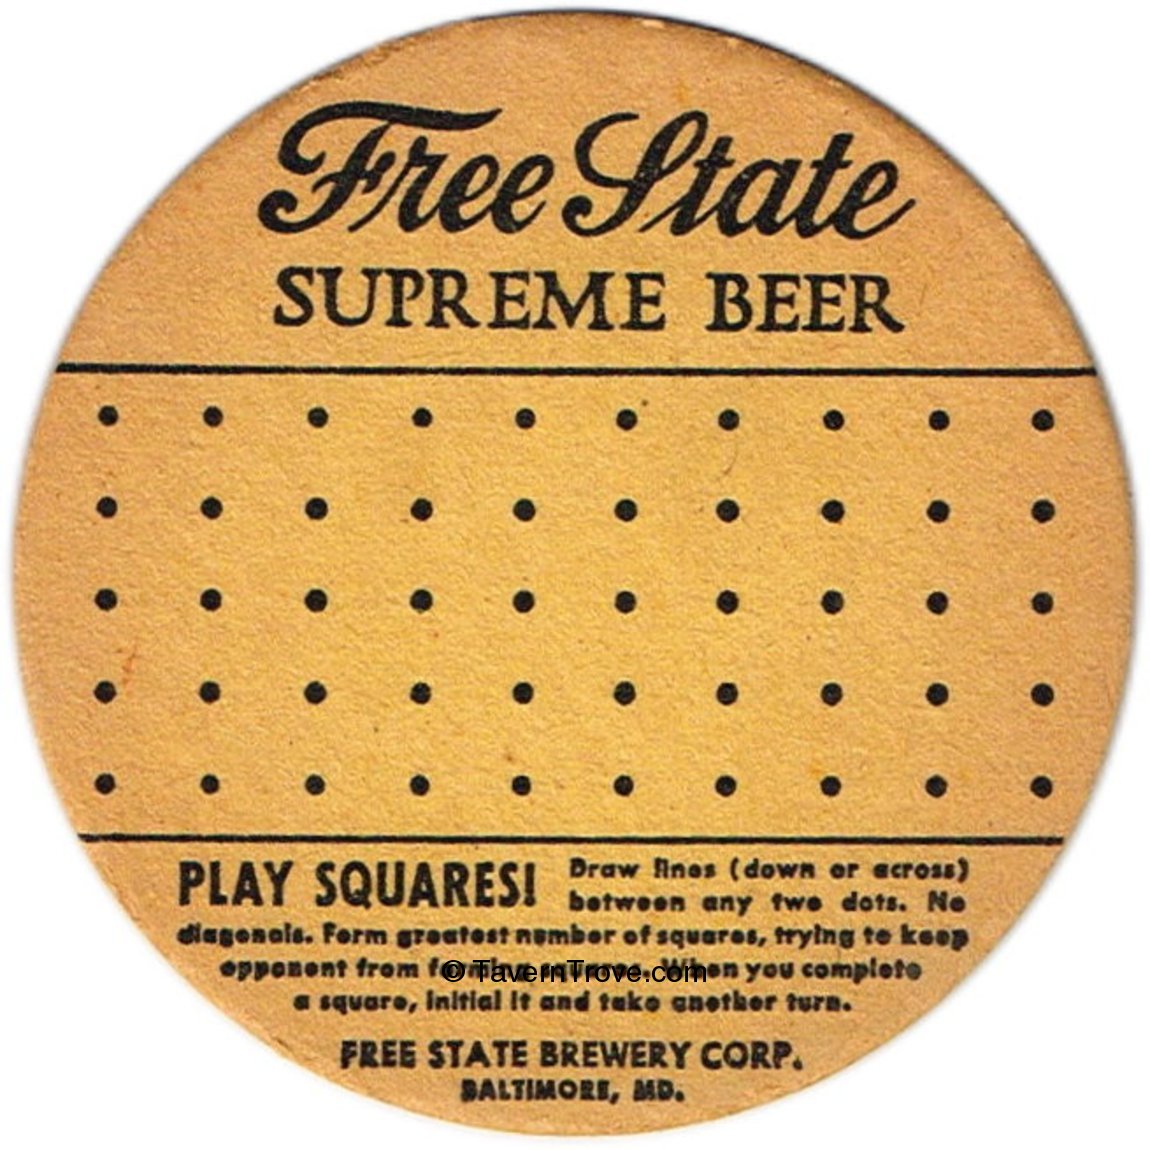 Free State
SUPREME BEER
PLAY SQUARES! Draw lines (down or across)
between any two dots. No
diagonals. Form greatest number of squares, trying to keep
opponent from forming squares. When you complete
a square, initial it and take another turn.
© TavernTrove.com
FREE STATE BREWERY CORP.
BALTIMORE, MD.